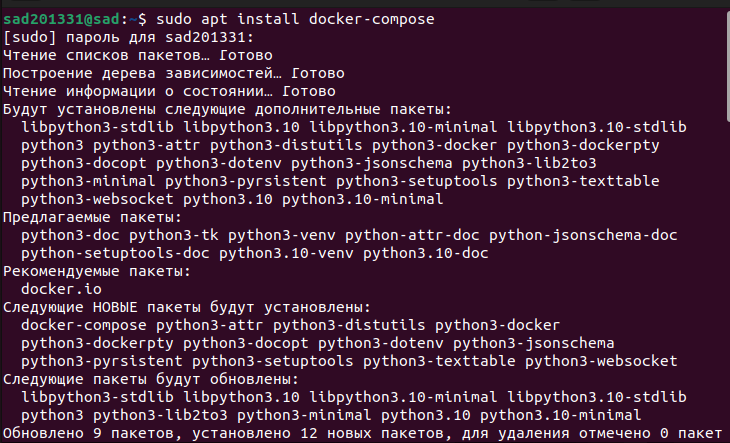 sad201331@sad:~$ sudo apt install docker-compose
[sudo] пароль для sad201331:
Чтение списков пакетов… Готово
Построение дерева зависимостей… Готово
Чтение информации о состоянии… Готово
Будут установлены следующие дополнительные пакеты:
  libpython3-stdlib libpython3.10 libpython3.10-minimal libpython3.10-stdlib
  python3 python3-attr python3-distutils python3-docker python3-dockerpty
  python3-docopt python3-dotenv python3-jsonschema python3-lib2to3
  python3-minimal python3-pyrsistent python3-setuptools python3-texttable
  python3-websocket python3.10 python3.10-minimal
Предлагаемые пакеты:
  python3-doc python3-tk python3-venv python-attr-doc python-jsonschema-doc
  python-setuptools-doc python3.10-venv python3.10-doc
Рекомендуемые пакеты:
  docker.io
Следующие НОВЫЕ пакеты будут установлены:
  docker-compose python3-attr python3-distutils python3-docker
  python3-dockerpty python3-docopt python3-dotenv python3-jsonschema
  python3-pyrsistent python3-setuptools python3-texttable python3-websocket
Следующие пакеты будут обновлены:
  libpython3-stdlib libpython3.10 libpython3.10-minimal libpython3.10-stdlib
  python3 python3-lib2to3 python3-minimal python3.10 python3.10-minimal
Обновлено 9 пакетов, установлено 12 новых пакетов, для удаления отмечено 0 пакет